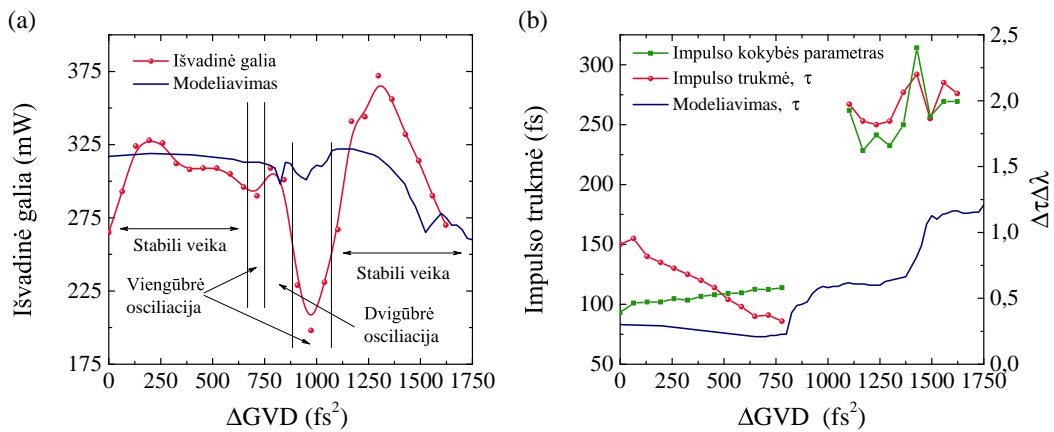 (a)
Išvadinė galia
Modeliavimas
Išvadinė galia (mW)
375
325
275
225
175
Stabili veika
Stabili veika
Viengūbrė
osciliacija
Dvigūbrė
osciliacija
0 250 500 750 1000 1250 1500 1750
ΔGVD (fs²)
(b)
Impulso kokybės parametras
Impulso trukmė, τ
Modeliavimas, τ
Impulso trukmė (fs)
300
250
200
150
100
50
2,5
2,0
1,5
1,0
0,5
0,0
ΔτΔλ
0 250 500 750 1000 1250 1500 1750
ΔGVD (fs²)